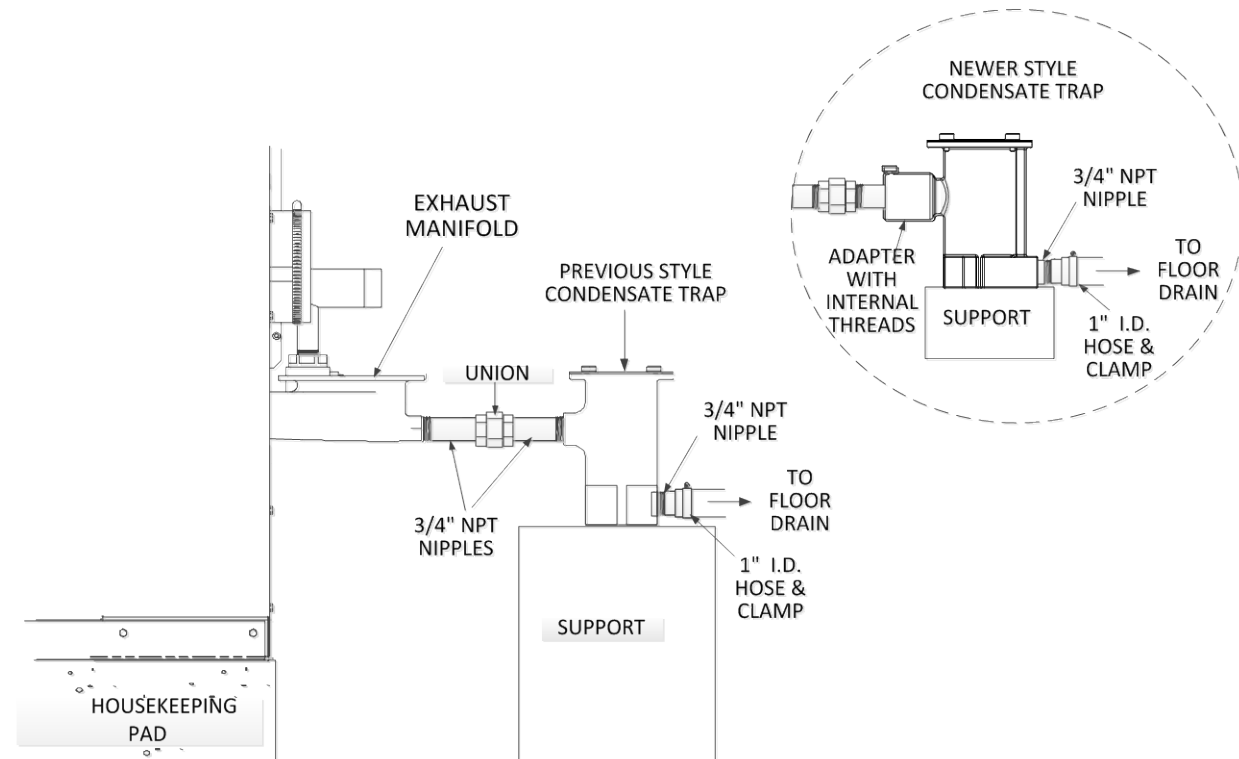 NEWER STYLE
CONDENSATE TRAP
3/4" NPT
NIPPLE
ADAPTER
WITH
INTERNAL
THREADS
SUPPORT
TO
FLOOR
DRAIN
1" I.D.
HOSE &
CLAMP
EXHAUST
MANIFOLD
PREVIOUS STYLE
CONDENSATE TRAP
UNION
3/4" NPT
NIPPLE
3/4" NPT
NIPPLES
TO
FLOOR
DRAIN
1" I.D.
HOSE &
CLAMP
SUPPORT
HOUSEKEEPING
PAD